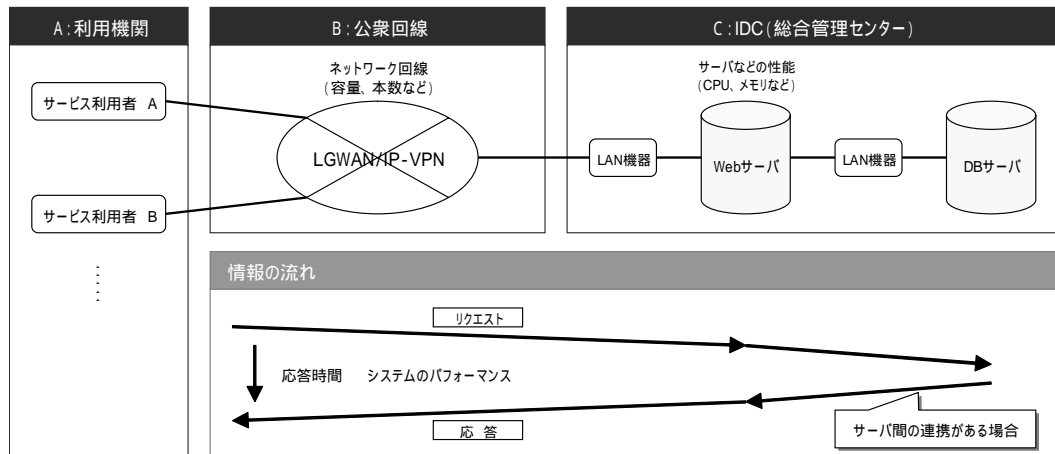 A:利用機関
B:公衆回線
C:IDC(総合管理センター)
サービス利用者 A
サービス利用者 B
ネットワーク回線
(容量、本数など)
LGWAN/IP-VPN
サーバなどの性能
(CPU、メモリなど)
LAN機器
Webサーバ
LAN機器
DBサーバ
情報の流れ
リクエスト
応答時間 システムのパフォーマンス
応 答
サーバ間の連携がある場合